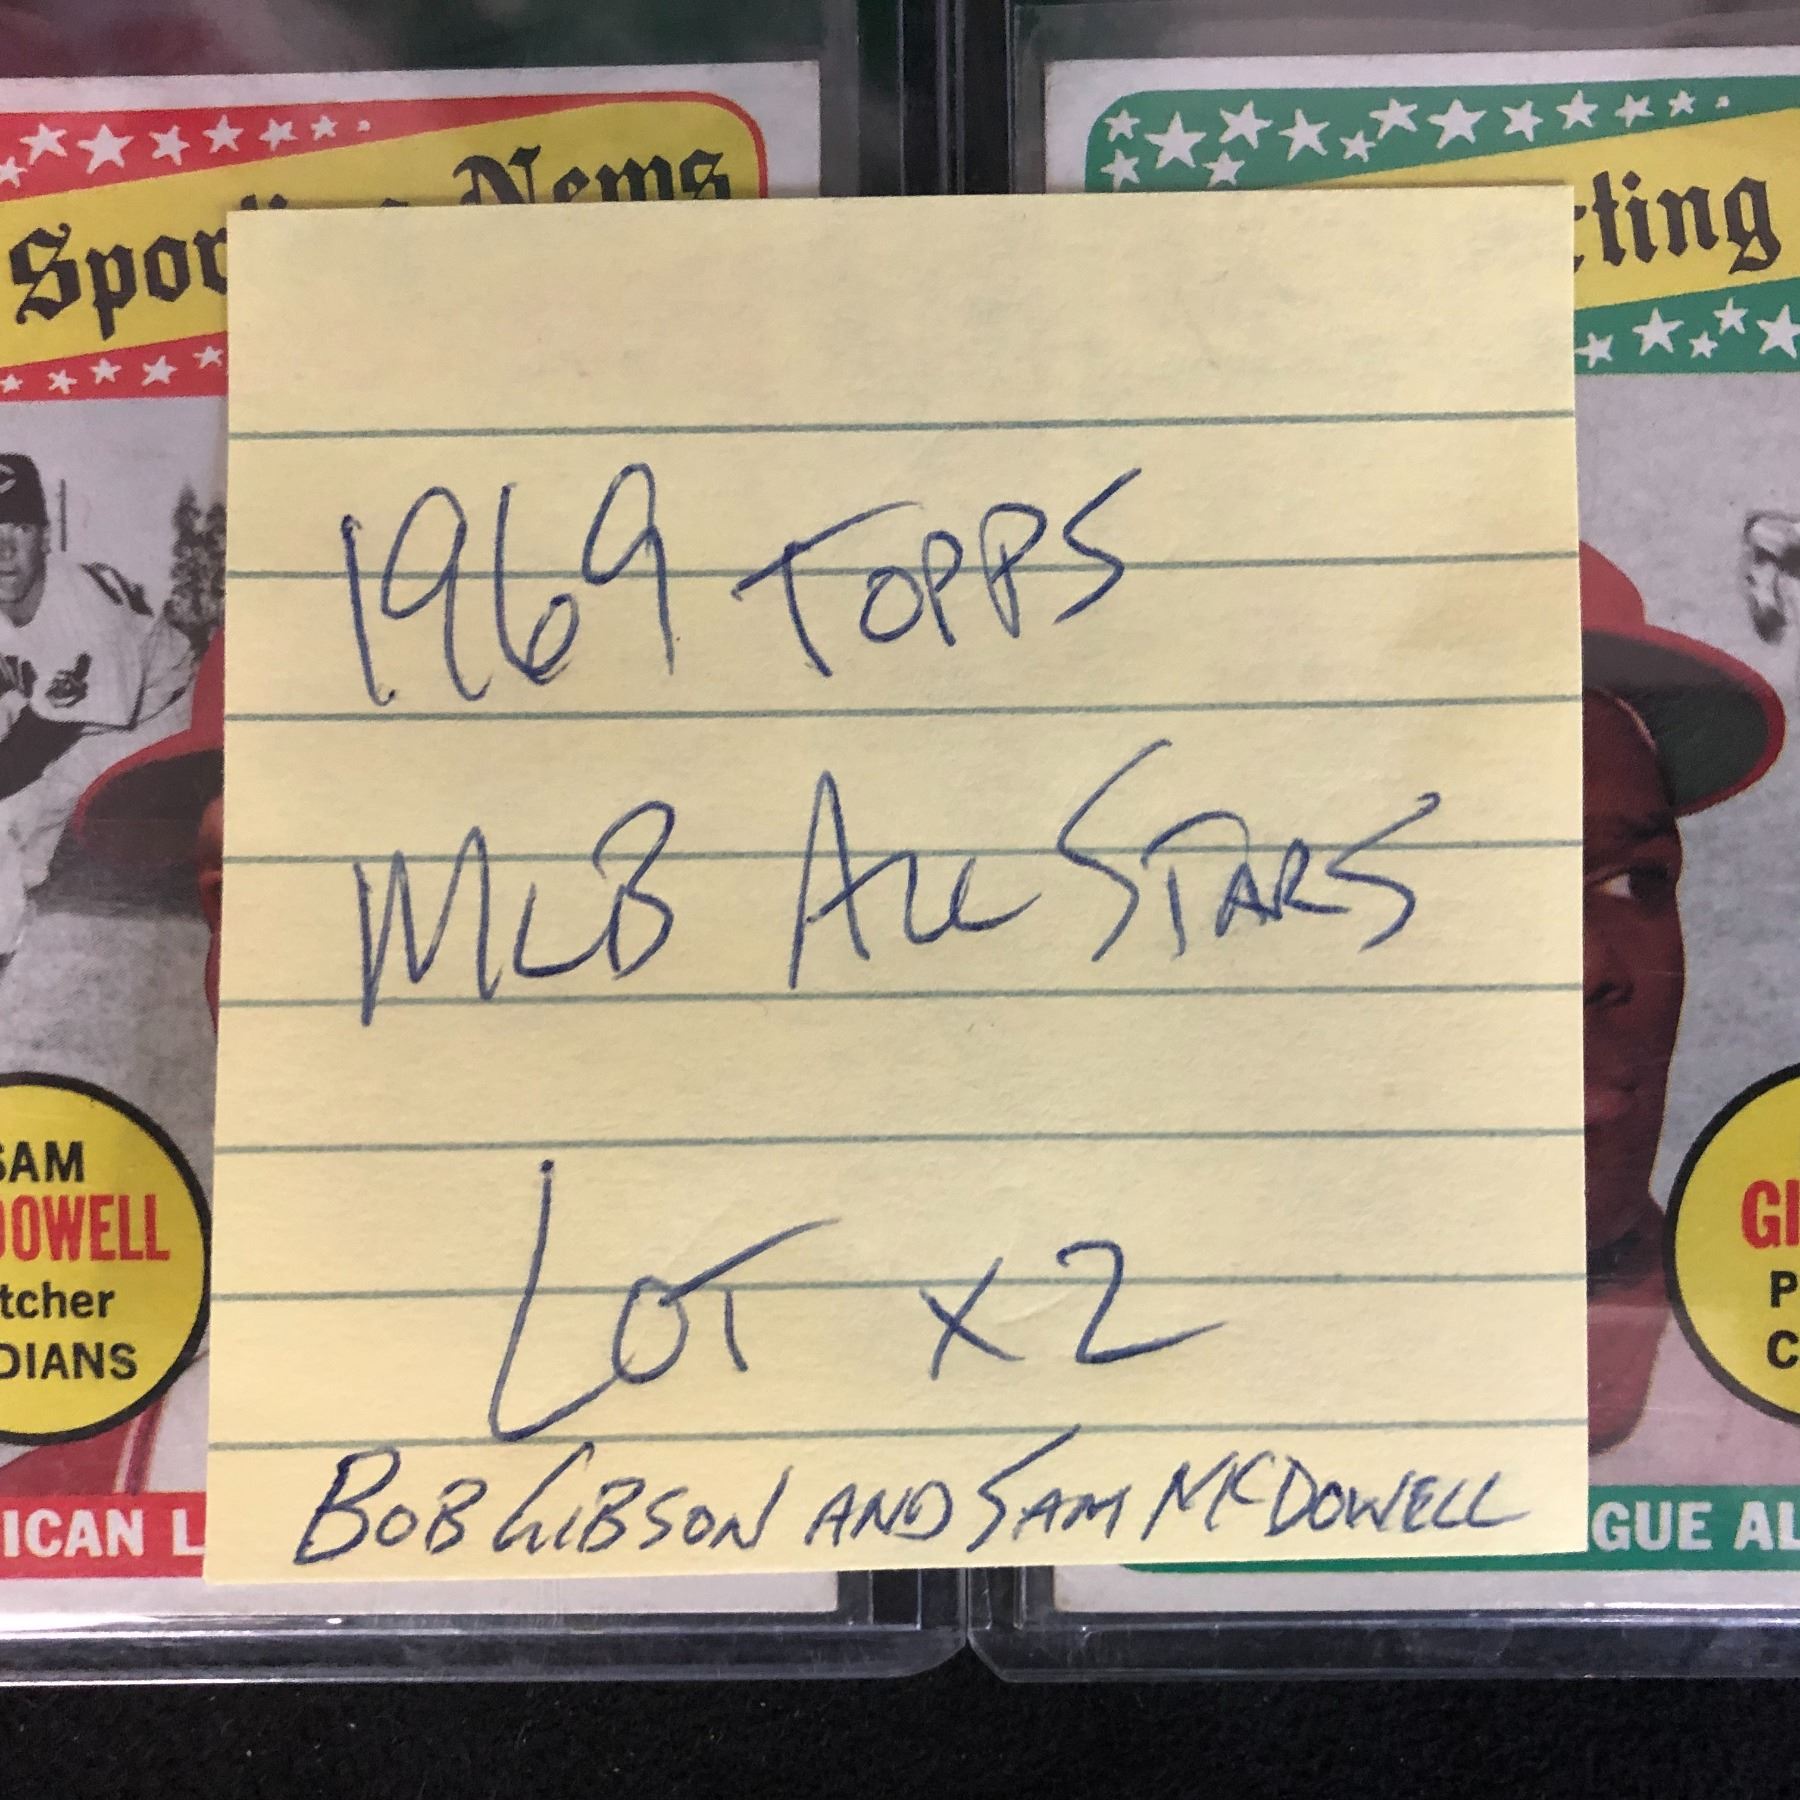 Spor
News
ting
1969 TOPPS
MLB ALL STARS
LOT x2
BOB GIBSON AND SAM McDOWELL
SAM
DOWELL
tcher
DIANS
ICAN L
GI
P
C
GUE AL